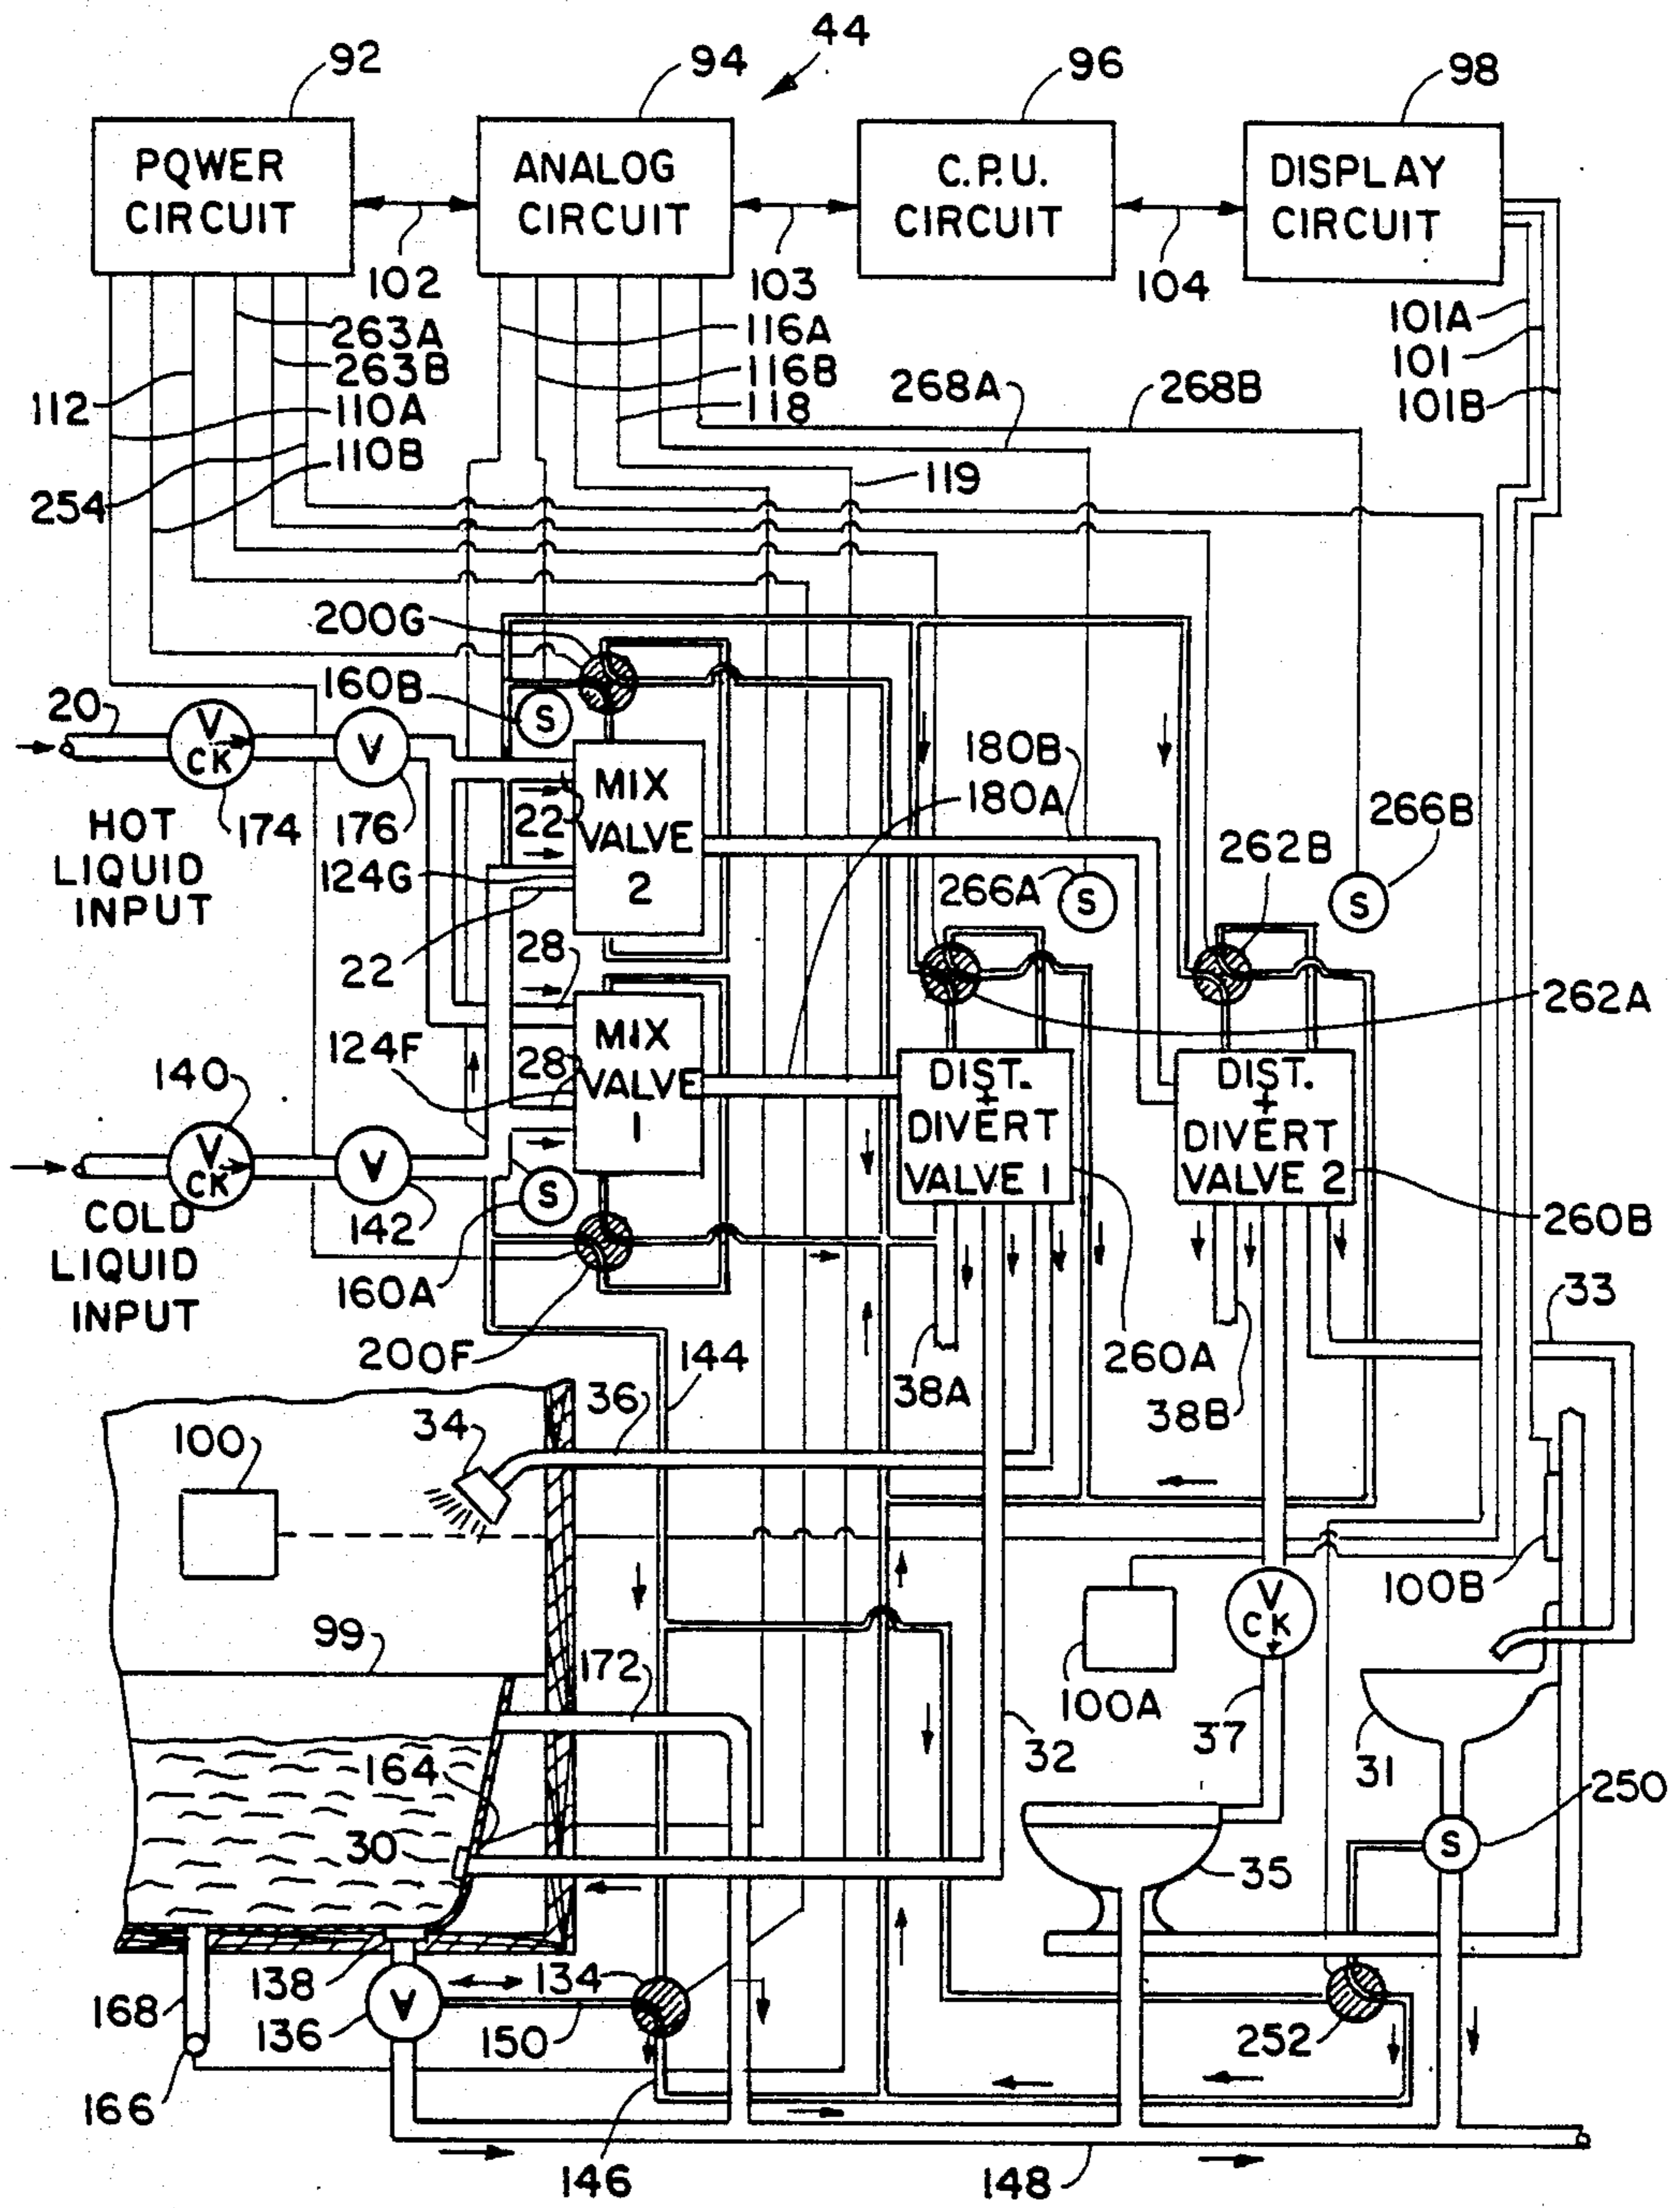 44
92
94
96
98
PQWER
CIRCUIT
ANALOG
CIRCUIT
C.P.U.
CIRCUIT
DISPLAY
CIRCUIT
102
103
104
263A
263B
112
110A
110B
254
116A
116B
118
268A
268B
119
101A
101
101B
200G
160B
20
V
CK
V
174
176
HOT
LIQUID
INPUT
MIX
VALVE
2
S
22
124G
22
180B
180A
266A
S
262B
266B
S
28
124F
28
MIX
VALVE
1
262A
140
V
CK
V
142
COLD
LIQUID
INPUT
S
160A
200F
DIST.
+
DIVERT
VALVE 1
DIST.
+
DIVERT
VALVE 2
260B
33
144
38A
260A
38B
36
34
100
100B
V
CK
99
172
100A
37
32
31
164
30
250
S
35
138
134
168
V
136
150
252
166
146
148